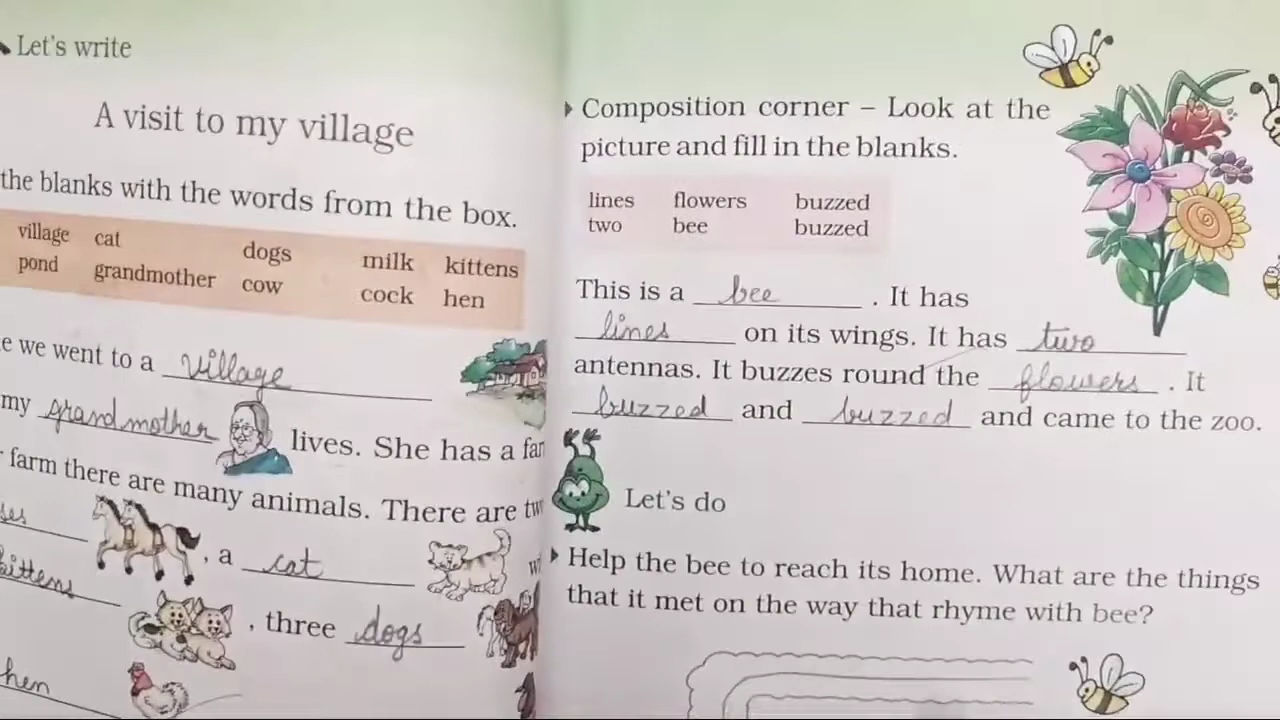 Let's write
A visit to my village
the blanks with the words from the box.
village cat dogs milk kittens
pond grandmother cow cock hen
e we went to a village
my grandmother lives. She has a far
farm there are many animals. There are tw
ses , a cat wi
kittens , three dogs
hen
Composition corner – Look at the
picture and fill in the blanks.
lines flowers buzzed
two bee buzzed
This is a bee . It has
lines on its wings. It has two
antennas. It buzzes round the flowers . It
buzzed and buzzed and came to the zoo.
Let's do
Help the bee to reach its home. What are the things
that it met on the way that rhyme with bee?